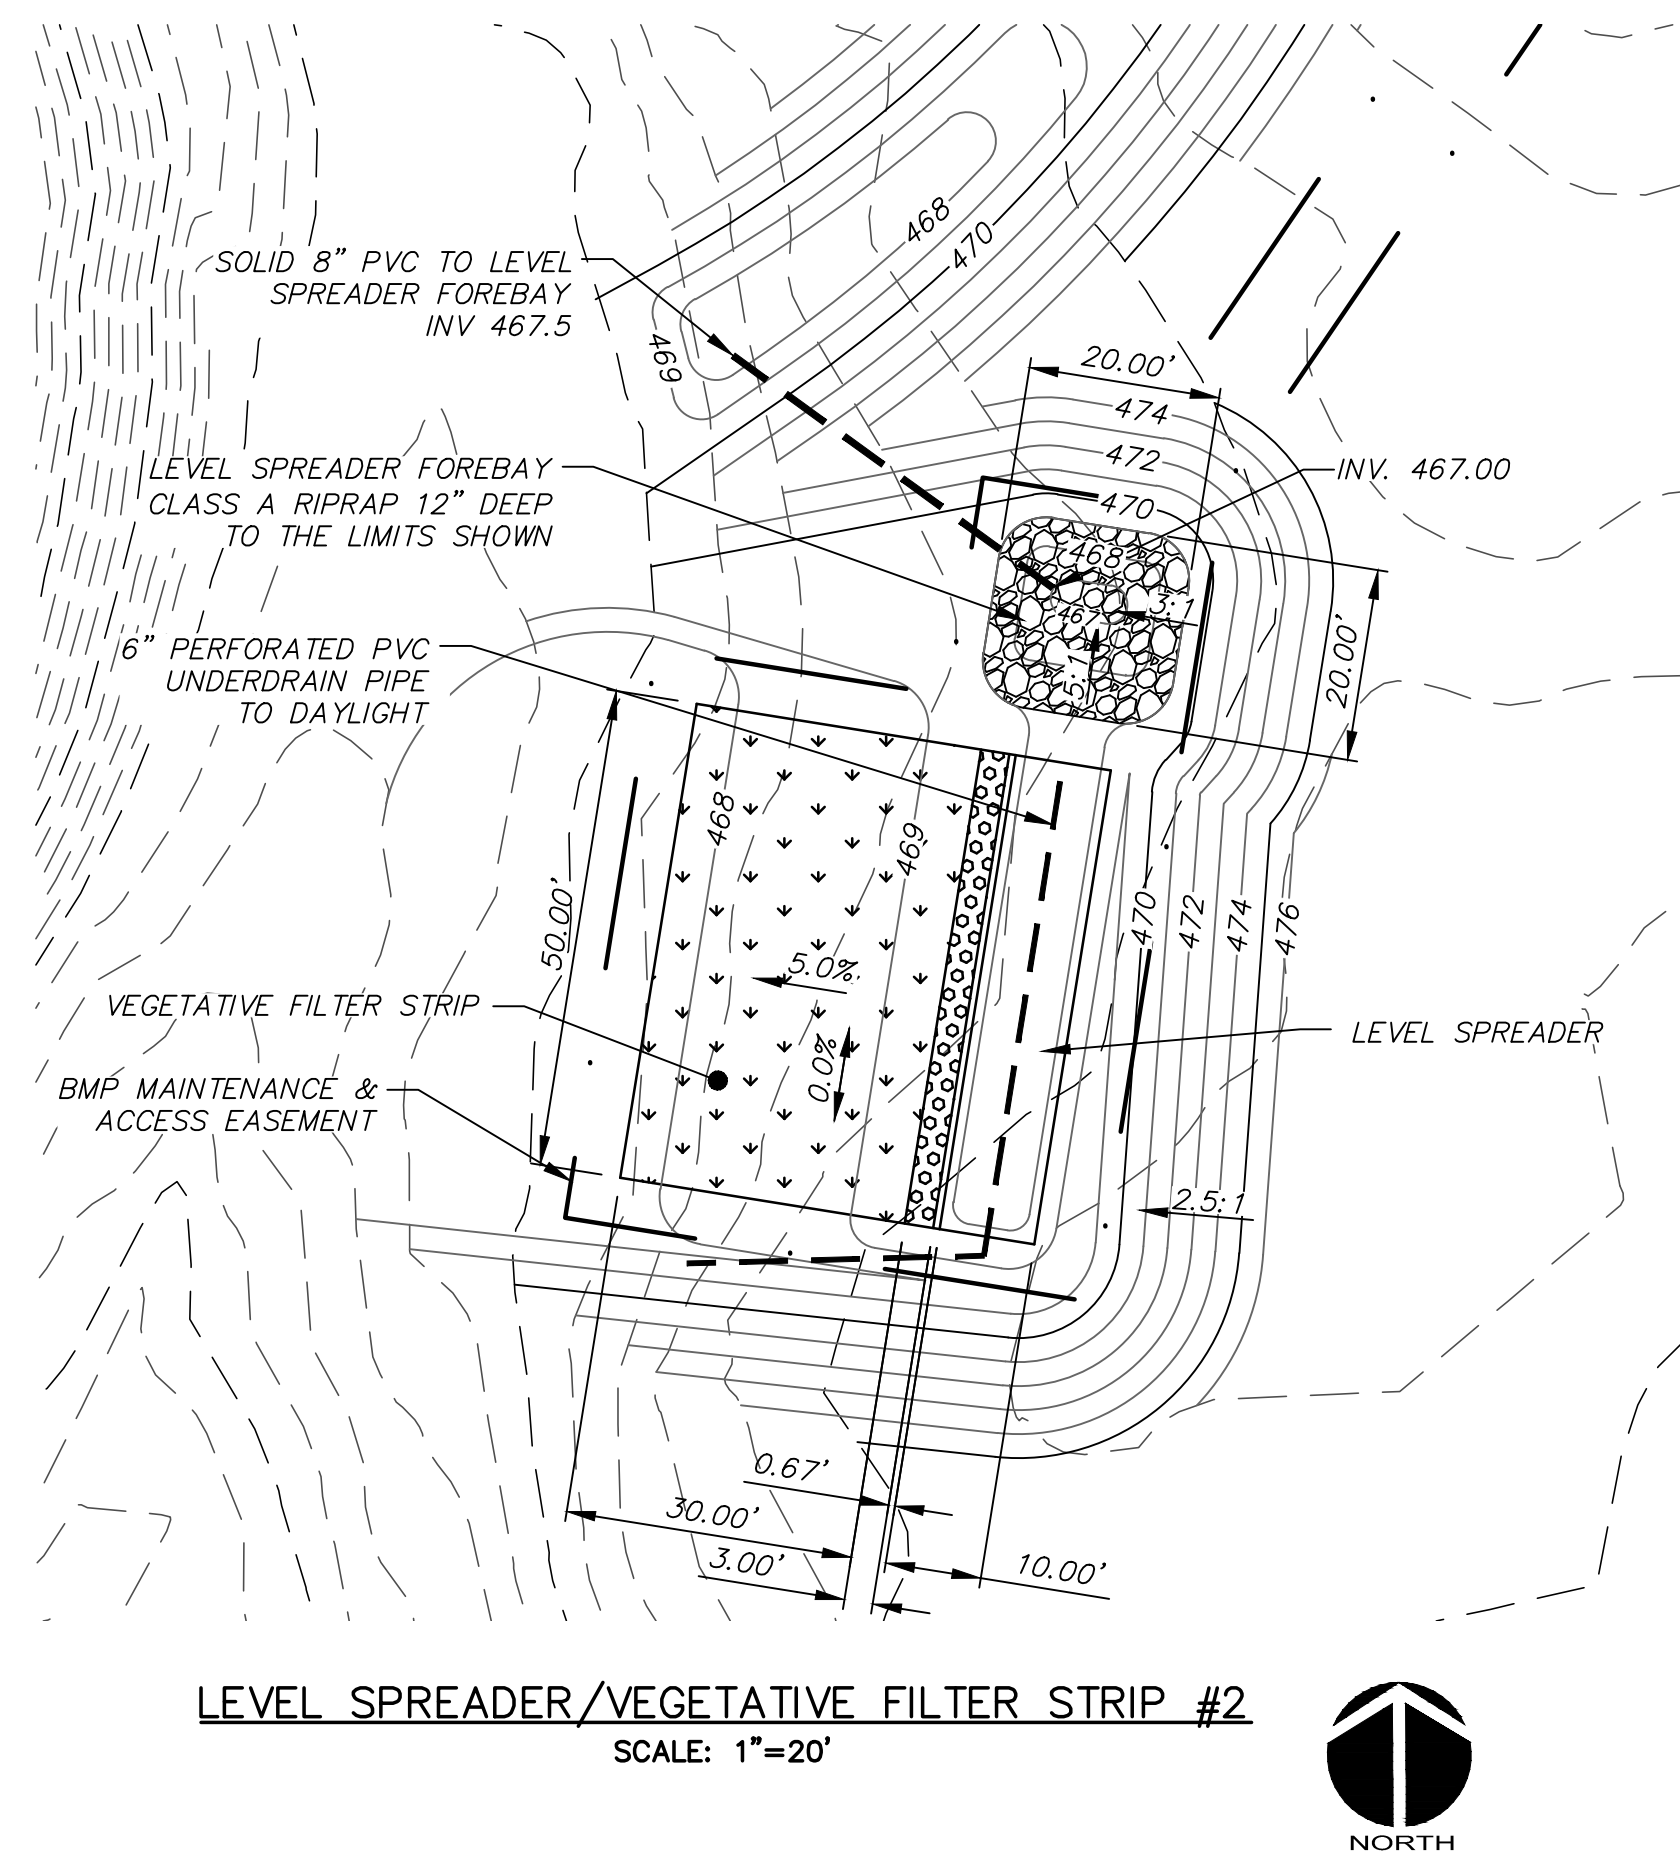 468
470
SOLID 8" PVC TO LEVEL
SPREADER FOREBAY
INV 467.5
469
20.00'
474
472
470
INV. 467.00
LEVEL SPREADER FOREBAY
CLASS A RIPRAP 12" DEEP
TO THE LIMITS SHOWN
468
467
3:1
5:1
20.00'
6" PERFORATED PVC
UNDERDRAIN PIPE
TO DAYLIGHT
468
469
50.00'
470
472
474
476
5.0%
0.0%
VEGETATIVE FILTER STRIP
LEVEL SPREADER
BMP MAINTENANCE &
ACCESS EASEMENT
2.5:1
0.67'
30.00'
3.00'
10.00'
LEVEL SPREADER/VEGETATIVE FILTER STRIP #2
SCALE: 1"=20'
NORTH